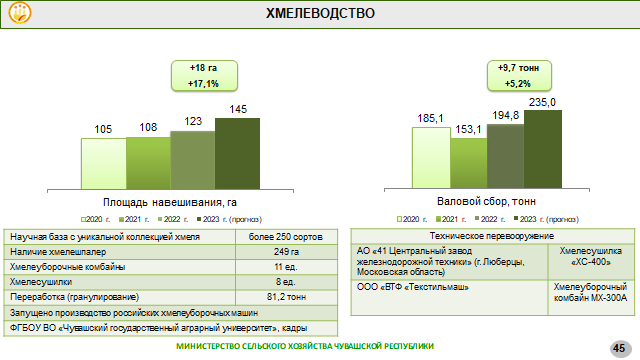 ХМЕЛЕВОДСТВО
+18 га
+17,1%
105
108
123
145
Площадь навешивания, га
2020 г. 2021 г. 2022 г. 2023 г. (прогноз)
+9,7 тонн
+5,2%
185,1
153,1
194,8
235,0
Валовой сбор, тонн
2020 г. 2021 г. 2022 г. 2023 г. (прогноз)
Научная база с уникальной коллекцией хмеля более 250 сортов
Наличие хмелешпалер 249 га
Хмелеуборочные комбайны 11 ед.
Хмелесушилки 8 ед.
Переработка (гранулирование) 81,2 тонн
Запущено производство российских хмелеуборочных машин
ФГБОУ ВО «Чувашский государственный аграрный университет», кадры
Техническое перевооружение
АО «41 Центральный завод
железнодорожной техники» (г. Люберцы,
Московская область)
Хмелесушилка
«ХС-400»
ООО «ВТФ «Текстильмаш»
Хмелеуборочный
комбайн МХ-300А
МИНИСТЕРСТВО СЕЛЬСКОГО ХОЗЯЙСТВА ЧУВАШСКОЙ РЕСПУБЛИКИ
45